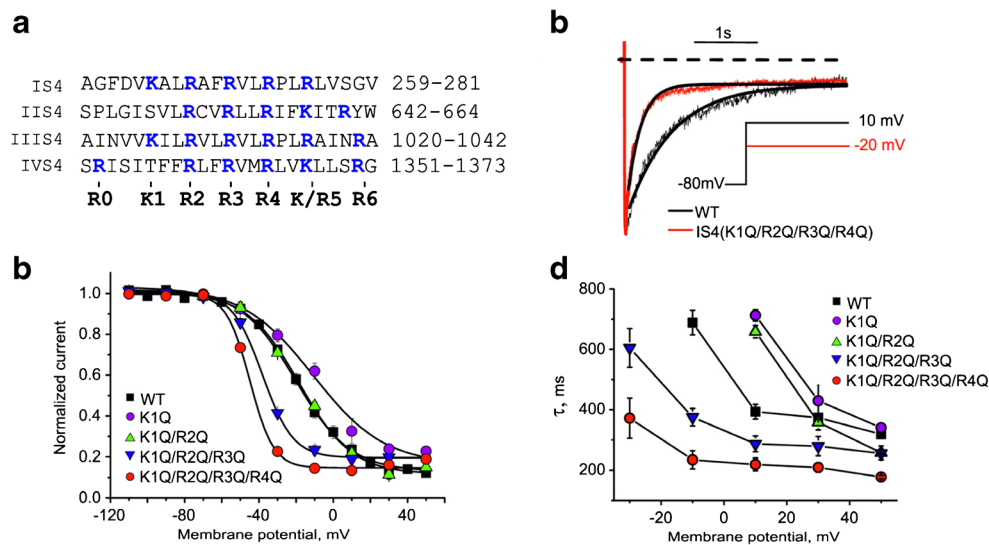 a
IS4 AGFDVKALRAFRVLRPLRLVSGV 259-281
IIS4 SPLGISVLRCVRLLRIFKITRYW 642-664
IIIS4 AINVVKILRVLRVLRPLRAINRA 1020-1042
IVS4 SRISITFFRLFRVMRLVKLLSRG 1351-1373
R0 K1 R2 R3 R4 K/R5 R6
b
1s
10 mV
-20 mV
-80mV
WT
IS4(K1Q/R2Q/R3Q/R4Q)
b
Normalized current
1.0
0.8
0.6
0.4
0.2
0.0
WT
K1Q
K1Q/R2Q
K1Q/R2Q/R3Q
K1Q/R2Q/R3Q/R4Q
-120 -80 -40 0 40
Membrane potential, mV
d
τ, ms
800
600
400
200
WT
K1Q
K1Q/R2Q
K1Q/R2Q/R3Q
K1Q/R2Q/R3Q/R4Q
-20 0 20 40
Membrane potential, mV